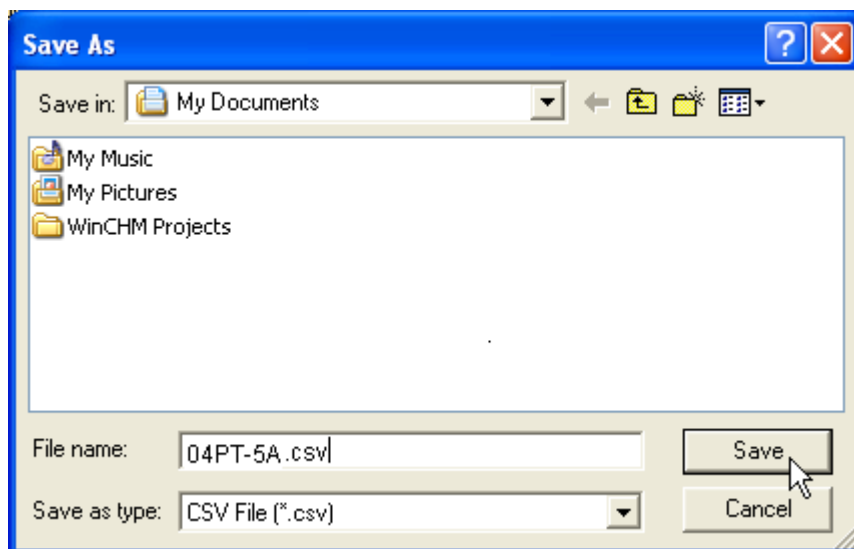 Save As
Save in: My Documents
My Music
My Pictures
WinCHM Projects
File name: 04PT-5A.csv
Save
Save as type: CSV File (*.csv)
Cancel